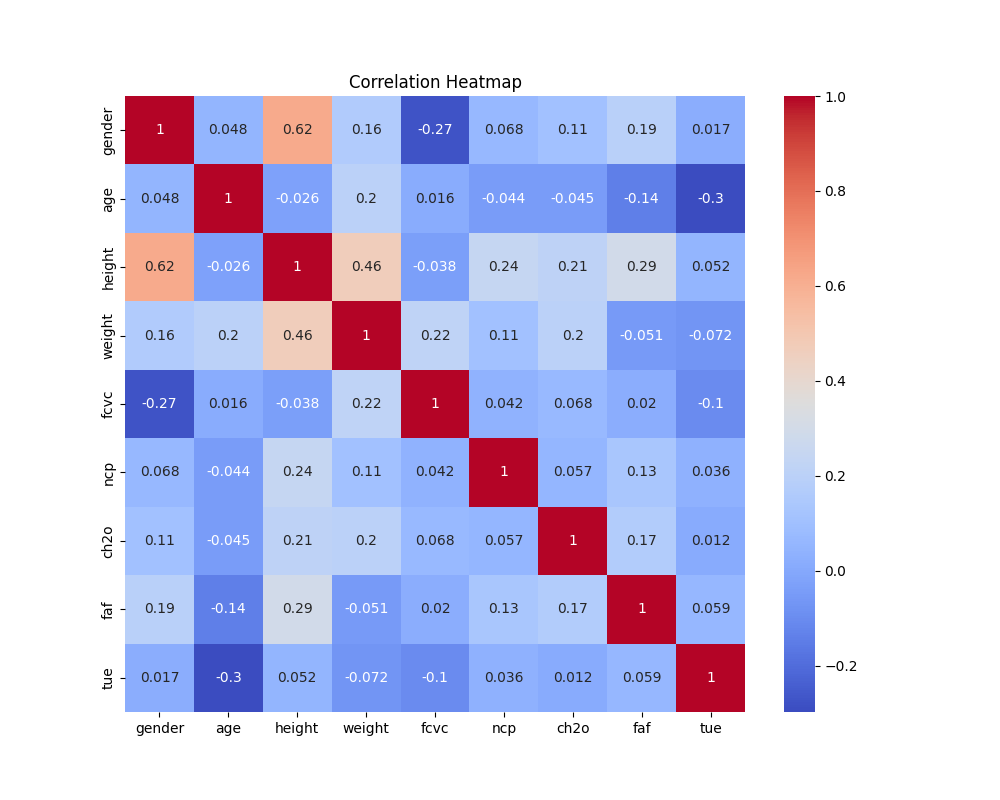 Correlation Heatmap
gender 1 0.048 0.62 0.16 -0.27 0.068 0.11 0.19 0.017
age 0.048 1 -0.026 0.2 0.016 -0.044 -0.045 -0.14 -0.3
height 0.62 -0.026 1 0.46 -0.038 0.24 0.21 0.29 0.052
weight 0.16 0.2 0.46 1 0.22 0.11 0.2 -0.051 -0.072
fcvc -0.27 0.016 -0.038 0.22 1 0.042 0.068 0.02 -0.1
ncp 0.068 -0.044 0.24 0.11 0.042 1 0.057 0.13 0.036
ch2o 0.11 -0.045 0.21 0.2 0.068 0.057 1 0.17 0.012
faf 0.19 -0.14 0.29 -0.051 0.02 0.13 0.17 1 0.059
tue 0.017 -0.3 0.052 -0.072 -0.1 0.036 0.012 0.059 1
gender age height weight fcvc ncp ch2o faf tue
1.0
0.8
0.6
0.4
0.2
0.0
−0.2